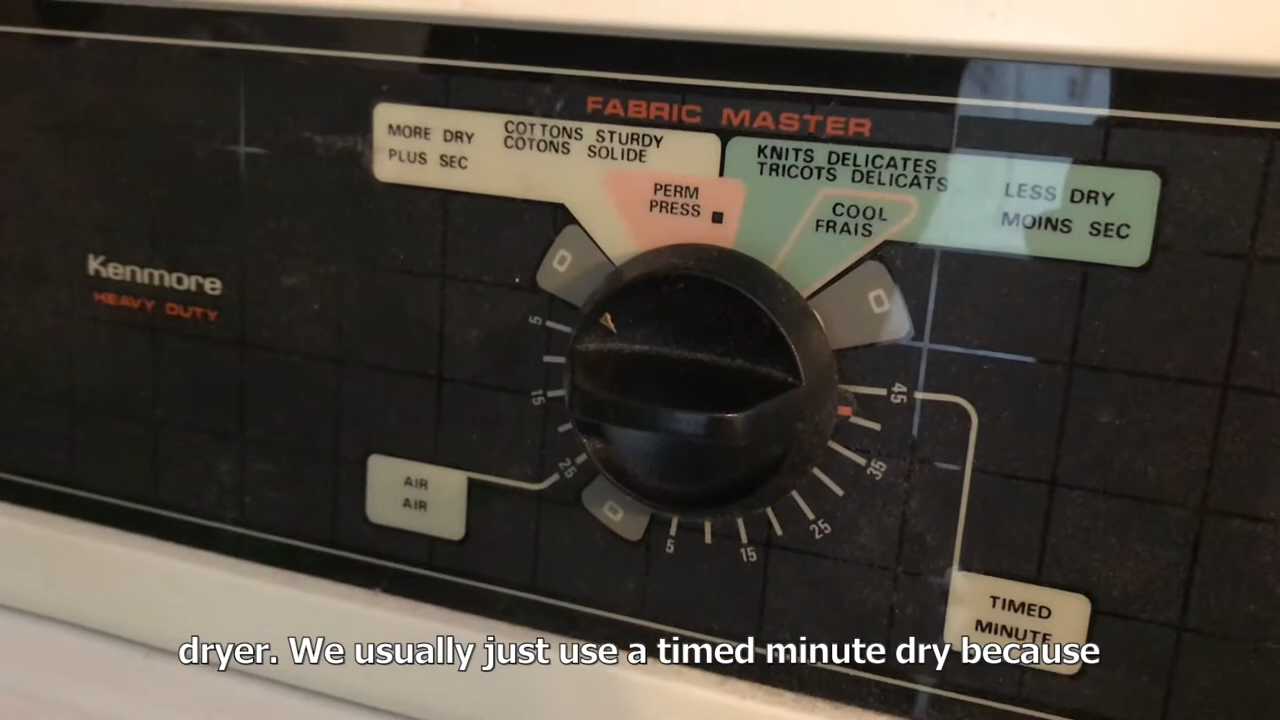 FABRIC MASTER
MORE DRY
PLUS SEC
COTTONS STURDY
COTONS SOLIDE
PERM
PRESS
KNITS DELICATES
TRICOTS DELICATS
COOL
FRAIS
LESS DRY
MOINS SEC
Kenmore
HEAVY DUTY
0
0
5
15
25
AIR
AIR
0
5
15
25
35
45
TIMED
MINUTE
dryer. We usually just use a timed minute dry because